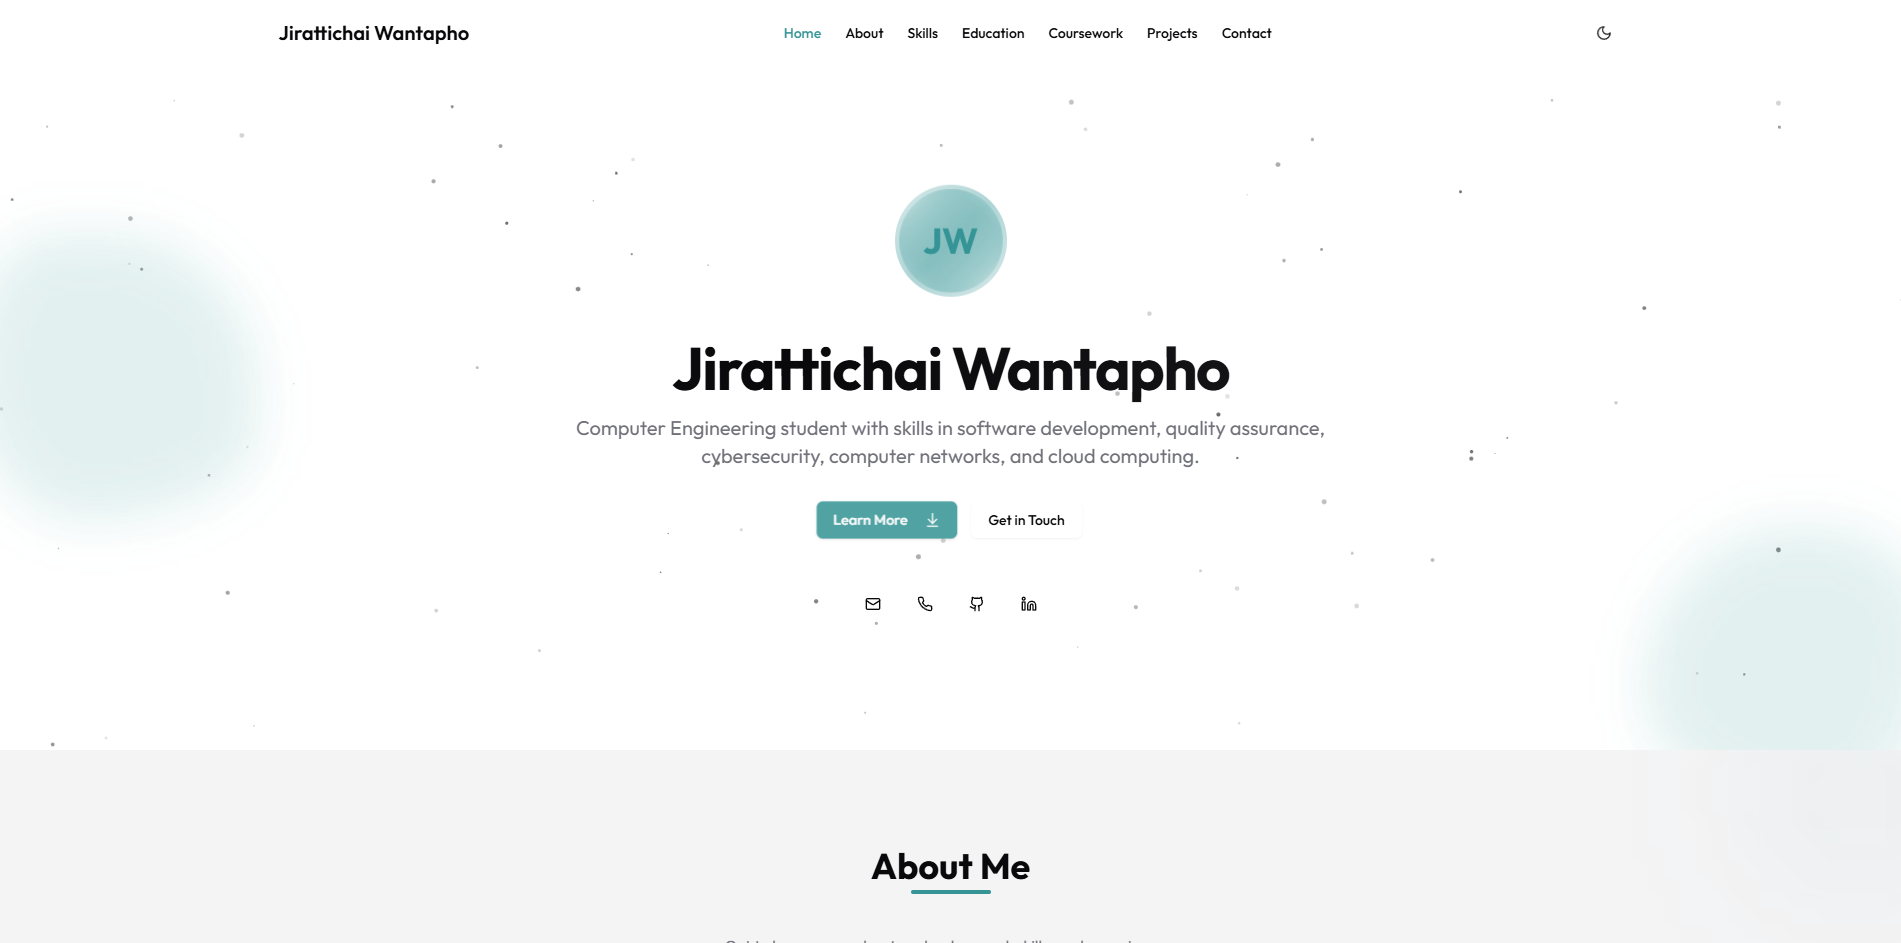 Jirattichai Wantapho
Home About Skills Education Coursework Projects Contact
JW
Jirattichai Wantapho
Computer Engineering student with skills in software development, quality assurance,
cybersecurity, computer networks, and cloud computing.
Learn More Get in Touch
About Me